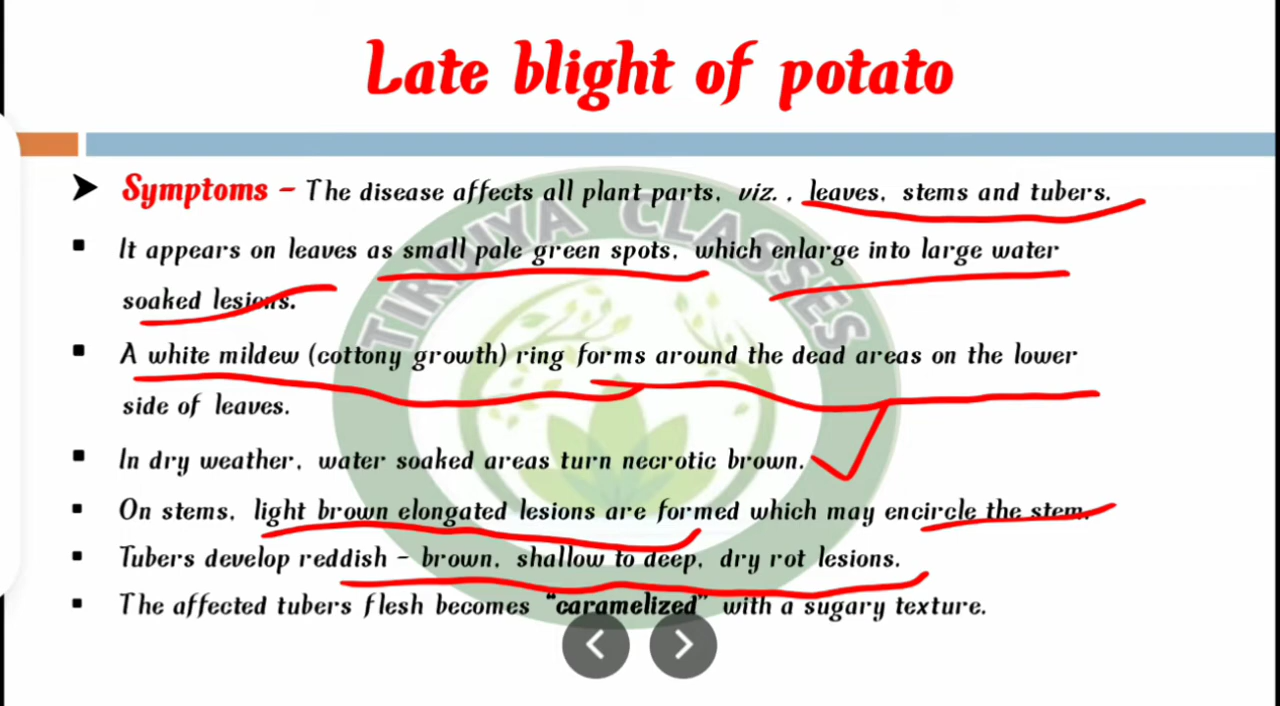 Late blight of potato
Symptoms - The disease affects all plant parts, viz. , leaves, stems and tubers.
It appears on leaves as small pale green spots, which enlarge into large water
soaked lesions.
A white mildew (cottony growth) ring forms around the dead areas on the lower
side of leaves.
In dry weather, water soaked areas turn necrotic brown.
On stems, light brown elongated lesions are formed which may encircle the stem.
Tubers develop reddish - brown, shallow to deep, dry rot lesions.
The affected tubers flesh becomes "caramelized" with a sugary texture.
CLASSES